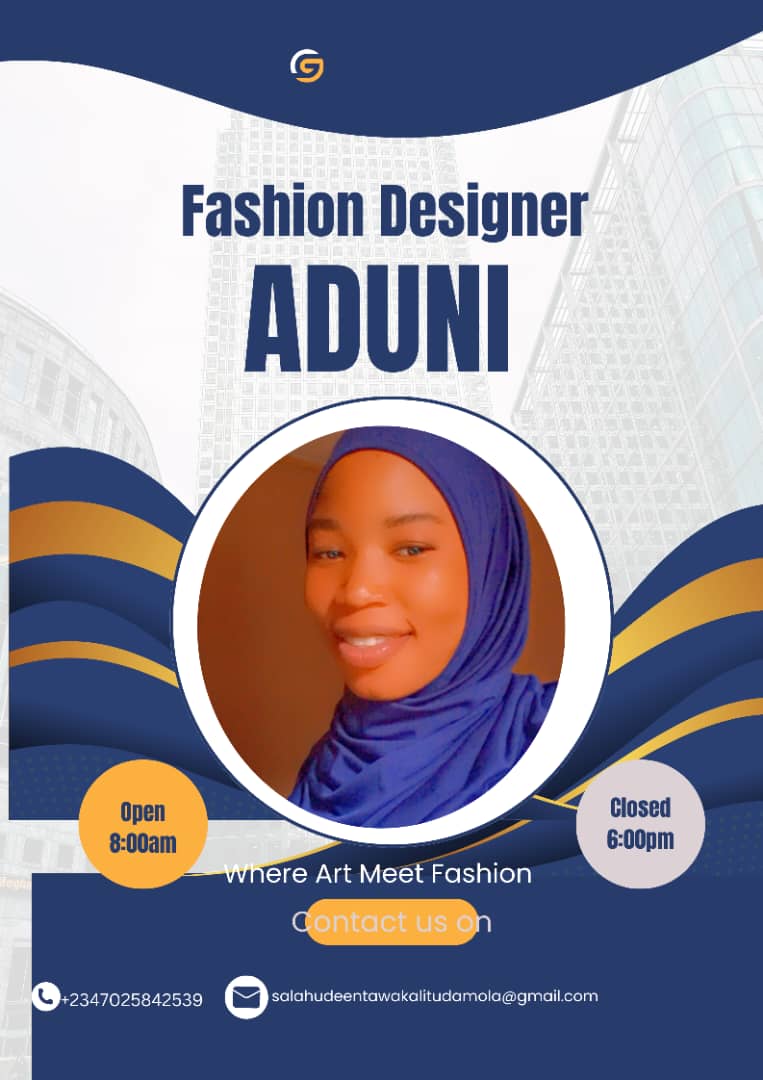 Fashion Designer
ADUNI
Open
8:00am
Closed
6:00pm
Where Art Meet Fashion
Contact us on
+2347025842539
salahudeentawakalitudamola@gmail.com